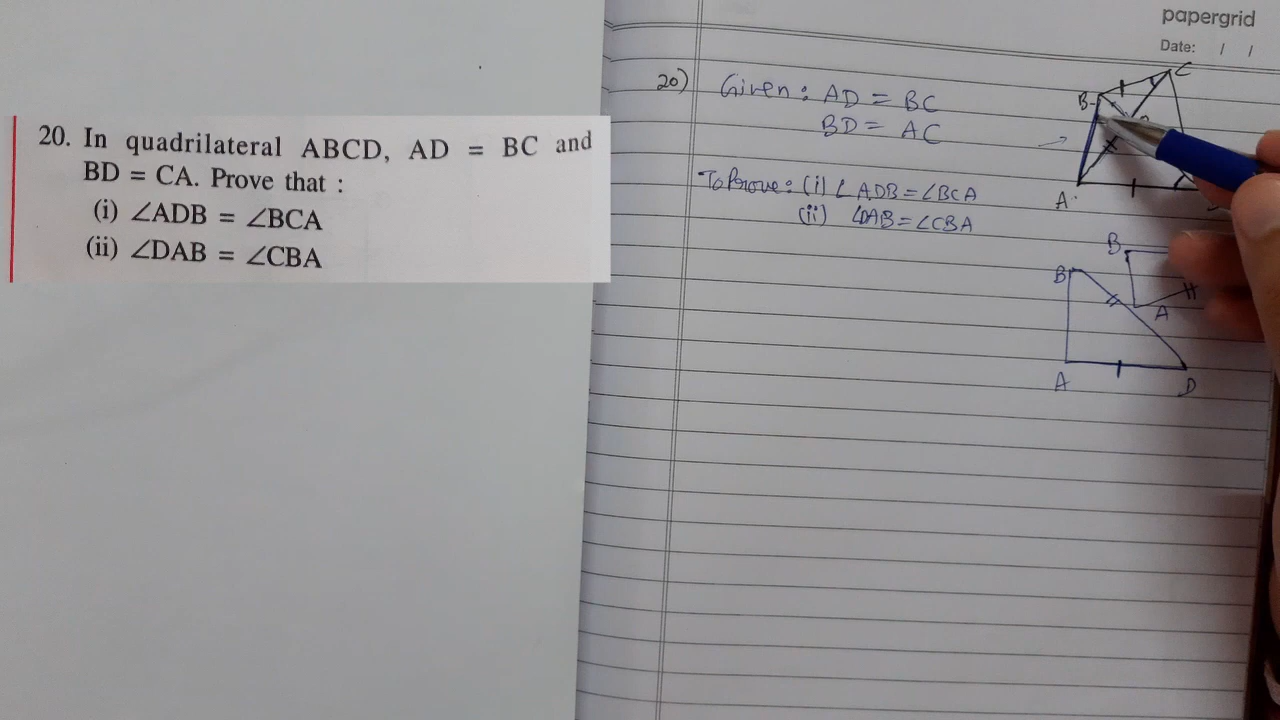 20. In quadrilateral ABCD, AD = BC and
BD = CA. Prove that :
(i) ∠ADB = ∠BCA
(ii) ∠DAB = ∠CBA
papergrid
Date: / /
20) Given: AD = BC
BD = AC
To Prove: (i) ∠ADB = ∠BCA
(ii) ∠DAB = ∠CBA
C
B
A
B
A
B
A
D